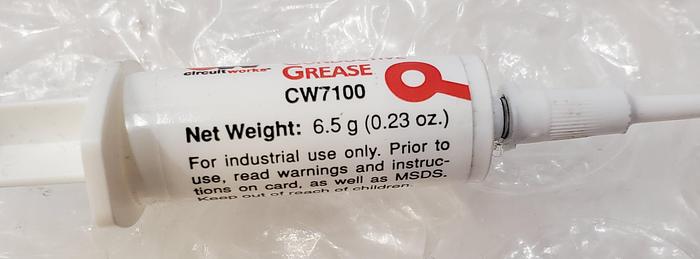 circuitworks®
CONDUCTIVE
GREASE
CW7100
Net Weight: 6.5 g (0.23 oz.)
For industrial use only. Prior to
use, read warnings and instruc-
tions on card, as well as MSDS.
Keep out of reach of children.